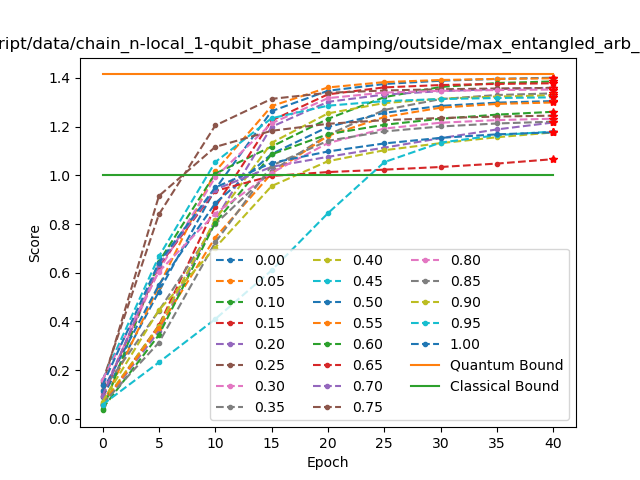 ript/data/chain_n-local_1-qubit_phase_damping/outside/max_entangled_arb_
1.4
1.2
1.0
0.8
0.6
0.4
0.2
0.0
Score
0 5 10 15 20 25 30 35 40
Epoch
0.00 0.40 0.80
0.05 0.45 0.85
0.10 0.50 0.90
0.15 0.55 0.95
0.20 0.60 1.00
0.25 0.65 Quantum Bound
0.30 0.70 Classical Bound
0.35 0.75